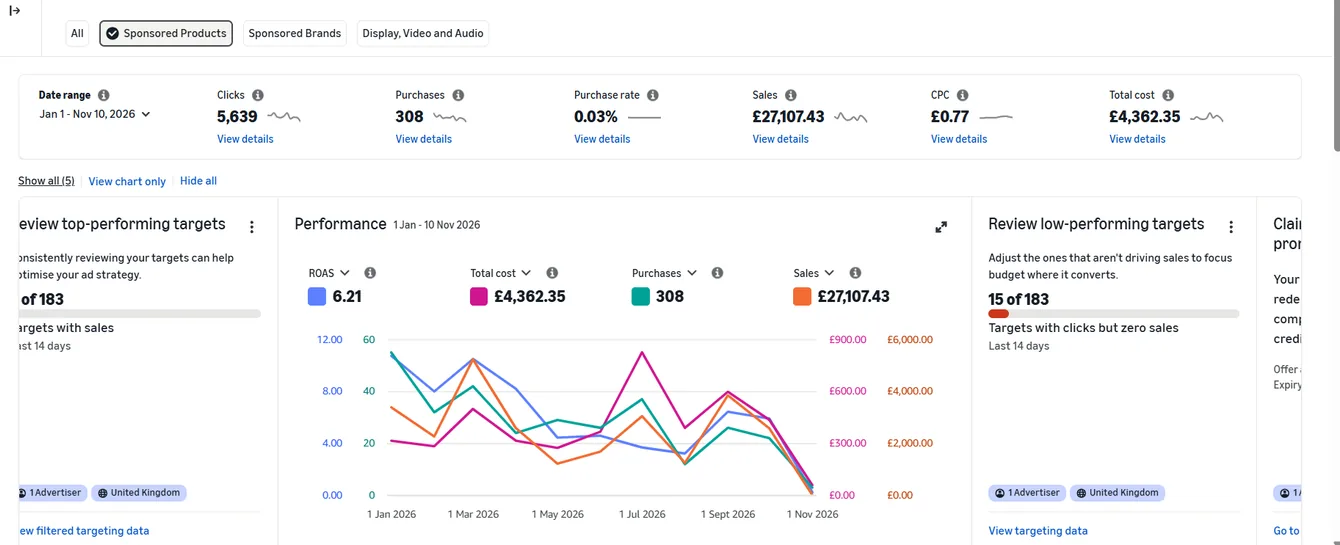 All
Sponsored Products
Sponsored Brands
Display, Video and Audio
Date range
Jan 1 - Nov 10, 2026
Clicks
5,639
View details
Purchases
308
View details
Purchase rate
0.03%
View details
Sales
£27,107.43
View details
CPC
£0.77
View details
Total cost
£4,362.35
View details
Show all (5)
View chart only
Hide all
eview top-performing targets
onsistently reviewing your targets can help
ptimise your ad strategy.
of 183
argets with sales
ast 14 days
1 Advertiser
United Kingdom
ew filtered targeting data
Performance
1 Jan - 10 Nov 2026
ROAS
6.21
Total cost
£4,362.35
Purchases
308
Sales
£27,107.43
12.00 60 £900.00 £6,000.00
8.00 40 £600.00 £4,000.00
4.00 20 £300.00 £2,000.00
0.00 0 £0.00 £0.00
1 Jan 2026 1 Mar 2026 1 May 2026 1 Jul 2026 1 Sept 2026 1 Nov 2026
Review low-performing targets
Adjust the ones that aren't driving sales to focus
budget where it converts.
15 of 183
Targets with clicks but zero sales
Last 14 days
1 Advertiser
United Kingdom
View targeting data
Clai
pro
Your
rede
comp
credi
Offer
Expiry
Go to